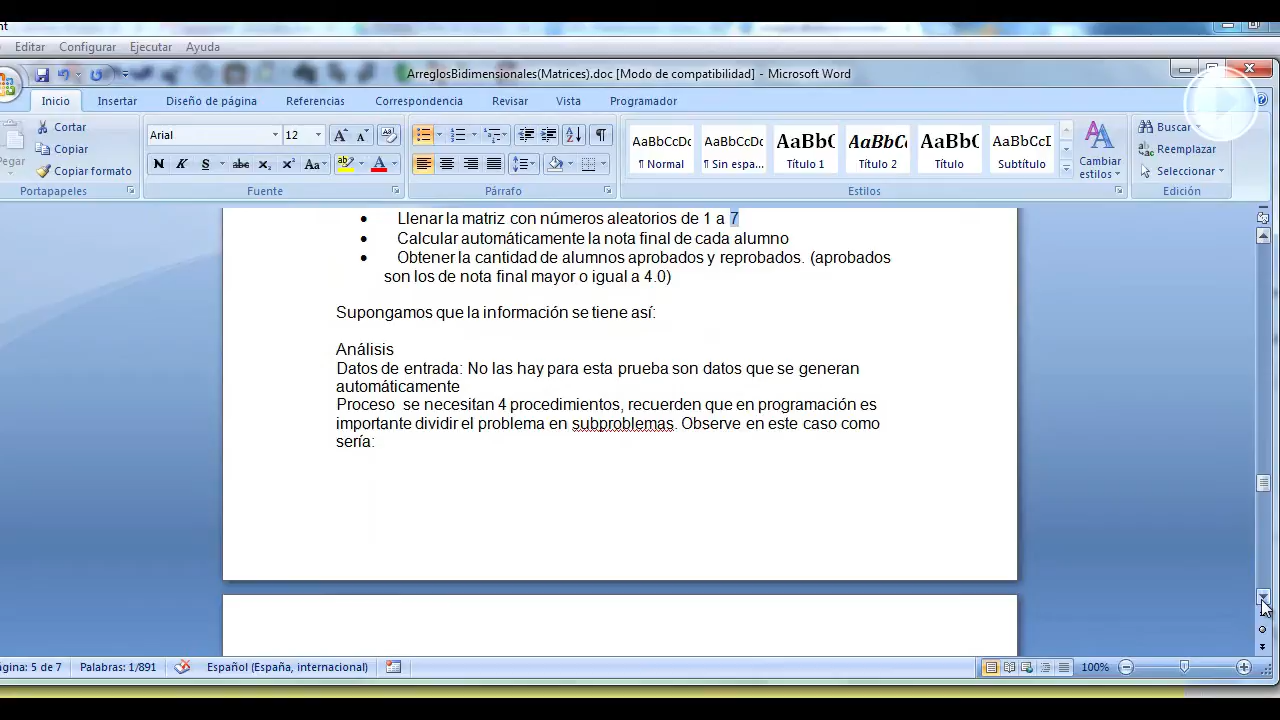 nt
Editar Configurar Ejecutar Ayuda
ArreglosBidimensionales(Matrices).doc [Modo de compatibilidad] - Microsoft Word
Inicio Insertar Diseño de página Referencias Correspondencia Revisar Vista Programador
Pegar
Cortar
Copiar
Copiar formato
Portapapeles
Arial 12
N K S abc x₂ x² Aa
Fuente
Párrafo
AaBbCcDc AaBbCcDc AaBbC AaBbCc AaBbC AaBbCcI
¶ Normal ¶ Sin espa... Título 1 Título 2 Título Subtítulo
Cambiar estilos
Estilos
Buscar
Reemplazar
Seleccionar
Edición
• Llenar la matriz con números aleatorios de 1 a 7
• Calcular automáticamente la nota final de cada alumno
• Obtener la cantidad de alumnos aprobados y reprobados. (aprobados
son los de nota final mayor o igual a 4.0)
Supongamos que la información se tiene así:
Análisis
Datos de entrada: No las hay para esta prueba son datos que se generan
automáticamente
Proceso se necesitan 4 procedimientos, recuerden que en programación es
importante dividir el problema en subproblemas. Observe en este caso como
sería:
ágina: 5 de 7 Palabras: 1/891 Español (España, internacional) 100%